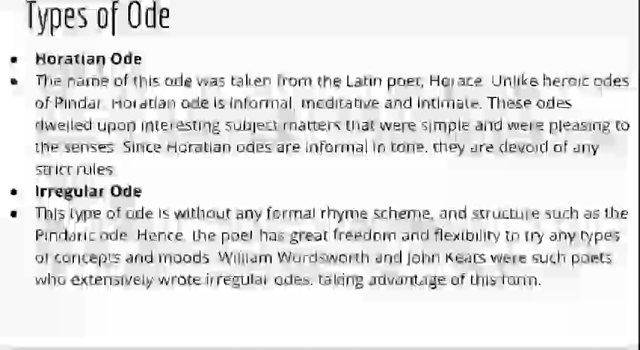 Types of Ode
• Horatian Ode
• The name of this ode was taken from the Latin poet, Horace. Unlike heroic odes
of Pindar, Horatian ode is informal, meditative and intimate. These odes
dwelled upon interesting subject matters that were simple and were pleasing to
the senses. Since Horatian odes are informal in tone, they are devoid of any
strict rules.
• Irregular Ode
• This type of ode is without any formal rhyme scheme, and structure such as the
Pindaric ode. Hence, the poet has great freedom and flexibility to try any types
of concepts and moods. William Wordsworth and John Keats were such poets
who extensively wrote irregular odes, taking advantage of this form.